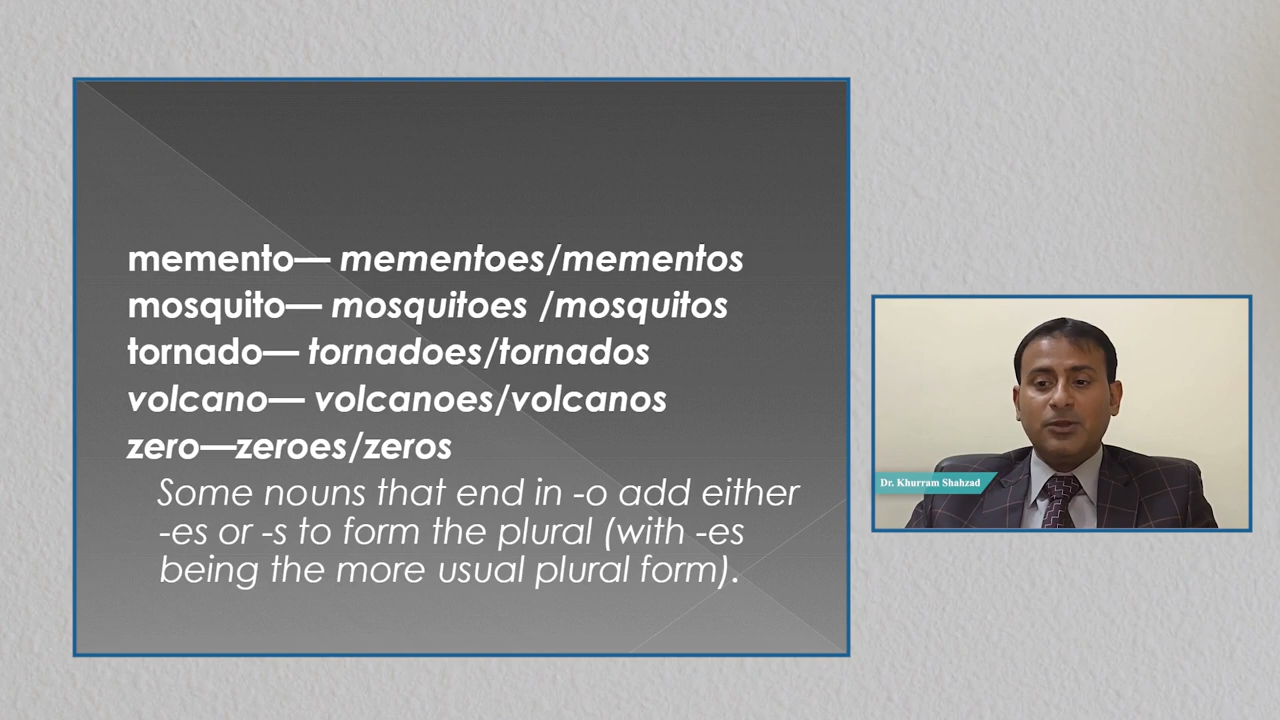 memento— mementoes/mementos
mosquito— mosquitoes /mosquitos
tornado— tornadoes/tornados
volcano— volcanoes/volcanos
zero—zeroes/zeros
Some nouns that end in -o add either
-es or -s to form the plural (with -es
being the more usual plural form).
Dr. Khurram Shahzad